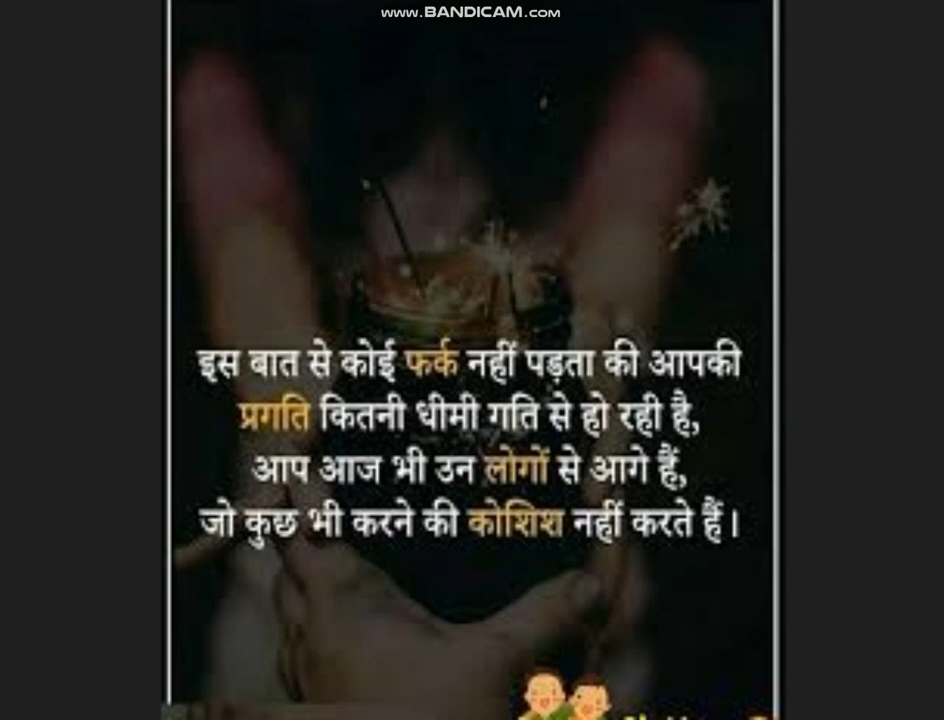 www.BANDICAM.com
इस बात से कोई फर्क नहीं पड़ता की आपकी
प्रगति कितनी धीमी गति से हो रही है,
आप आज भी उन लोगों से आगे हैं,
जो कुछ भी करने की कोशिश नहीं करते हैं।